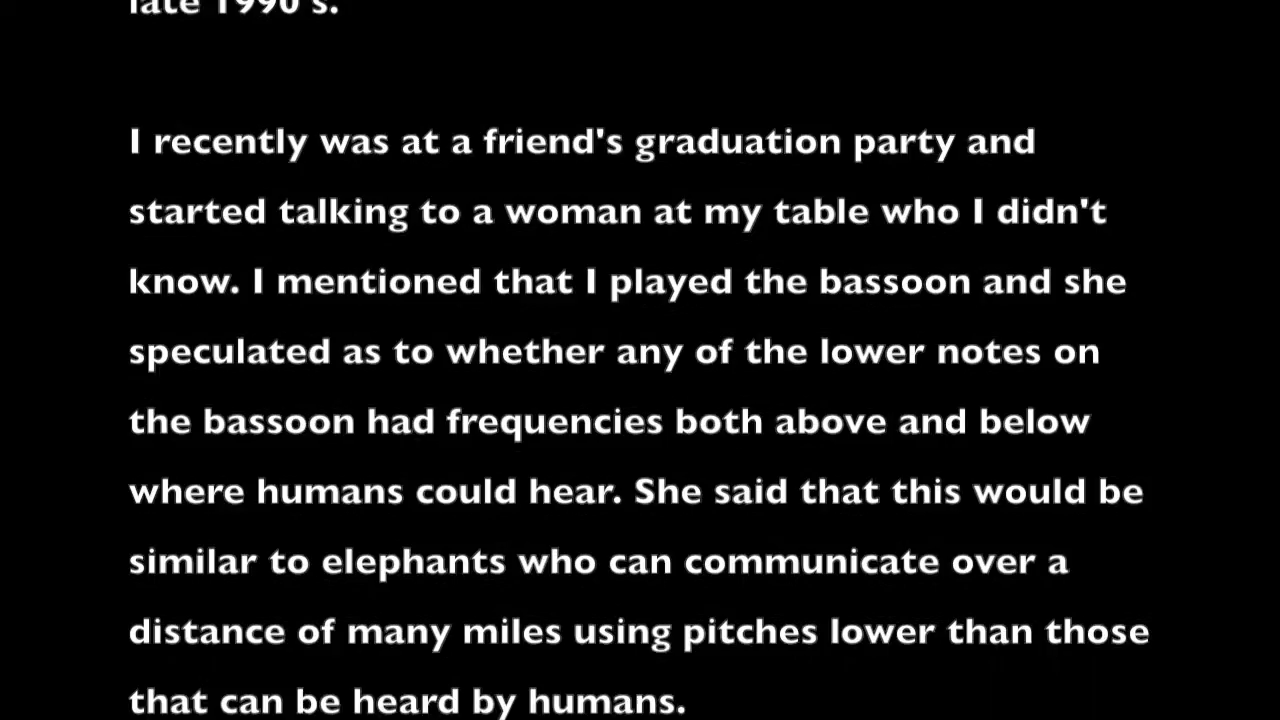 late 1990's.
I recently was at a friend's graduation party and
started talking to a woman at my table who I didn't
know. I mentioned that I played the bassoon and she
speculated as to whether any of the lower notes on
the bassoon had frequencies both above and below
where humans could hear. She said that this would be
similar to elephants who can communicate over a
distance of many miles using pitches lower than those
that can be heard by humans.